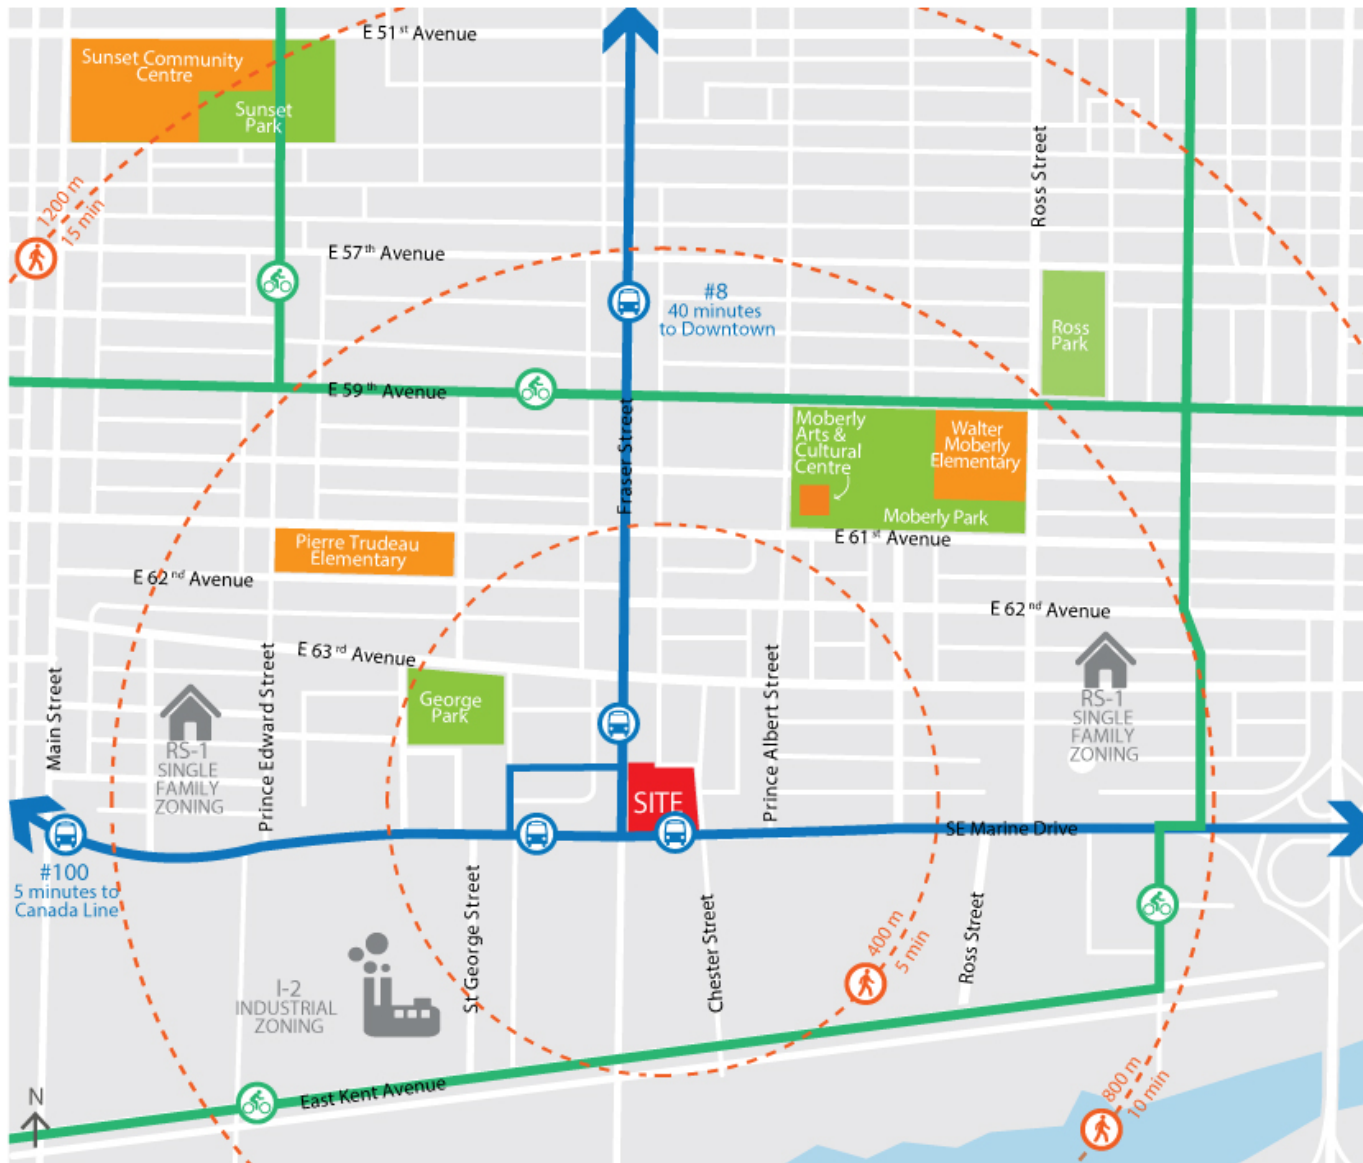 E 51st Avenue
Sunset Community
Centre
Sunset
Park
Ross Street
1200 m
15 min
E 57th Avenue
#8
40 minutes
to Downtown
Ross
Park
E 59th Avenue
Fraser Street
Moberly
Arts &
Cultural
Centre
Walter
Moberly
Elementary
Moberly Park
E 61st Avenue
Pierre Trudeau
Elementary
E 62nd Avenue
E 62nd Avenue
E 63rd Avenue
Main Street
Prince Edward Street
George
Park
Prince Albert Street
RS-1
SINGLE
FAMILY
ZONING
RS-1
SINGLE
FAMILY
ZONING
SITE
SE Marine Drive
#100
5 minutes to
Canada Line
St George Street
Chester Street
Ross Street
400 m
5 min
I-2
INDUSTRIAL
ZONING
East Kent Avenue
800 m
10 min
N